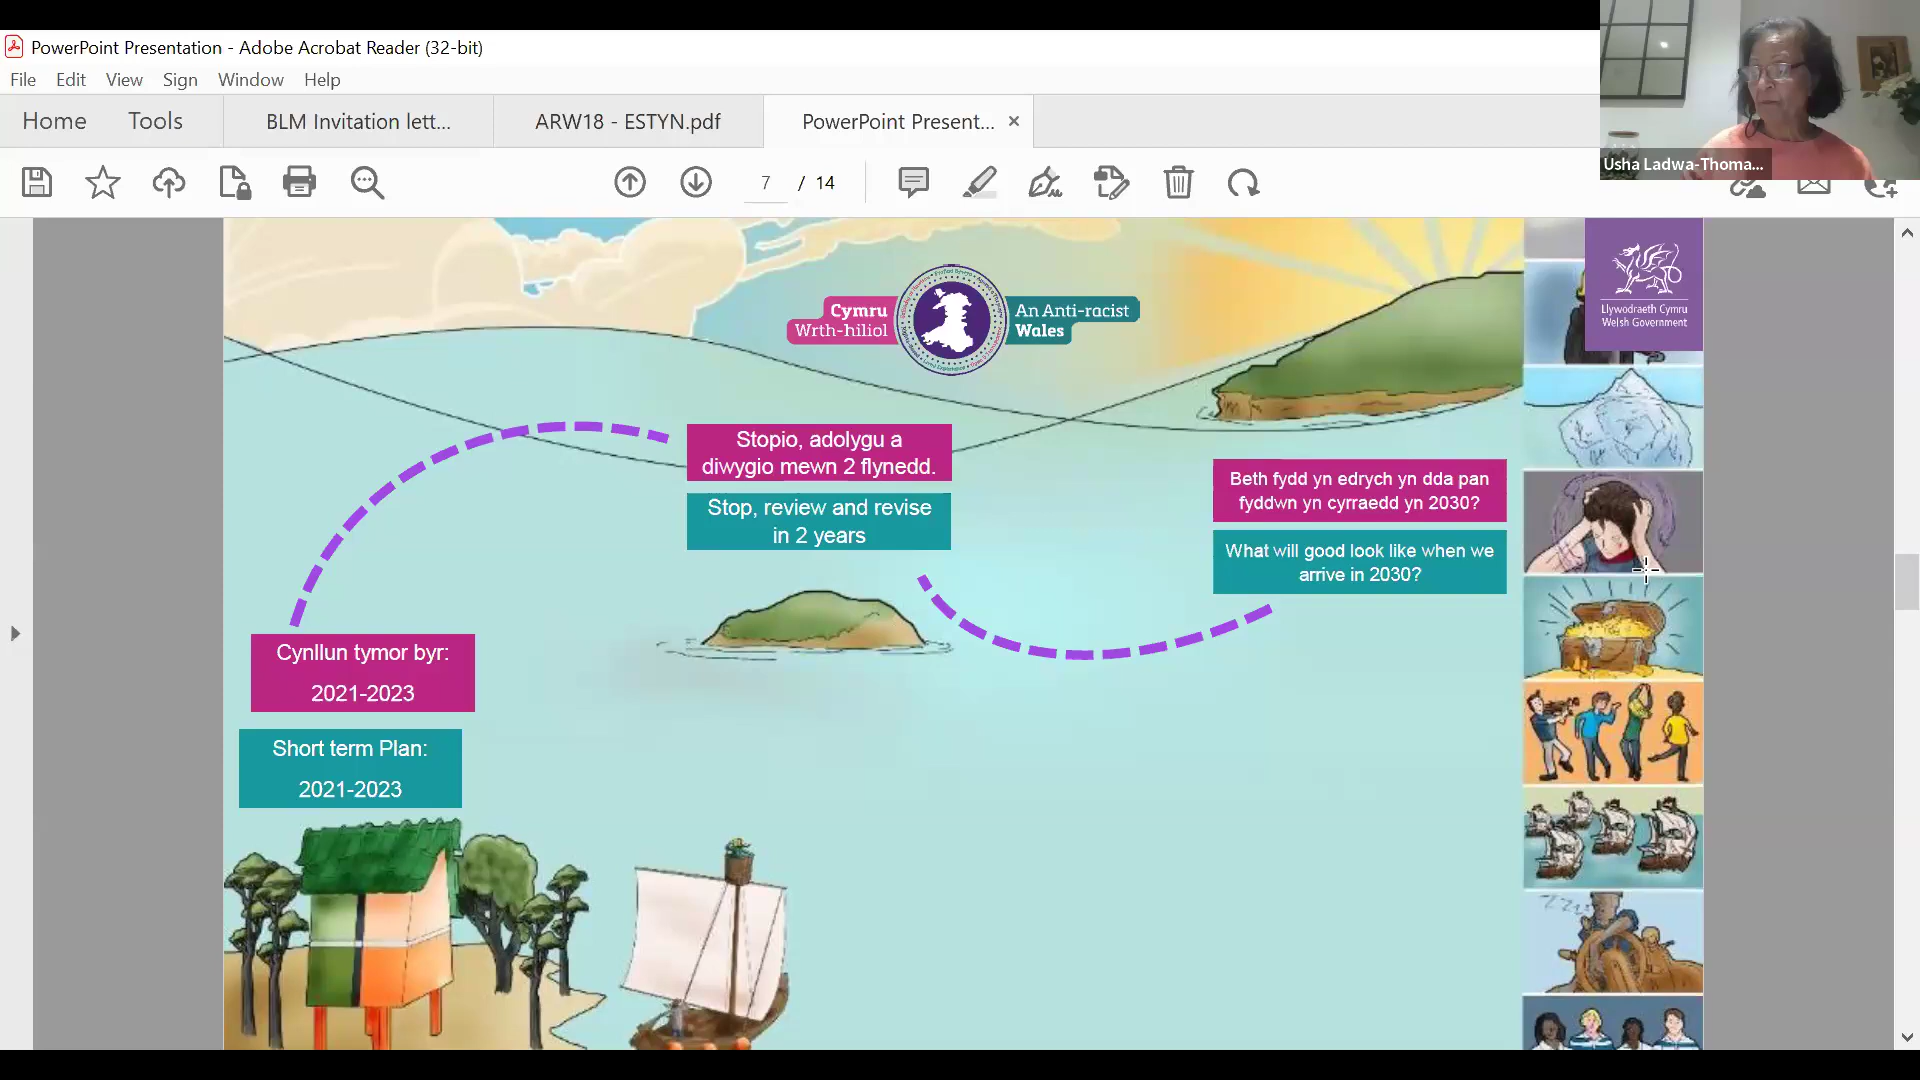 PowerPoint Presentation - Adobe Acrobat Reader (32-bit)
File Edit View Sign Window Help
Home Tools BLM Invitation lett... ARW18 - ESTYN.pdf PowerPoint Present... ×
7 / 14
Usha Ladwa-Thoma...
Cymru
Wrth-hiliol
An Anti-racist
Wales
Llywodraeth Cymru
Welsh Government
Stopio, adolygu a
diwygio mewn 2 flynedd.
Stop, review and revise
in 2 years
Beth fydd yn edrych yn dda pan
fyddwn yn cyrraedd yn 2030?
What will good look like when we
arrive in 2030?
Cynllun tymor byr:
2021-2023
Short term Plan:
2021-2023